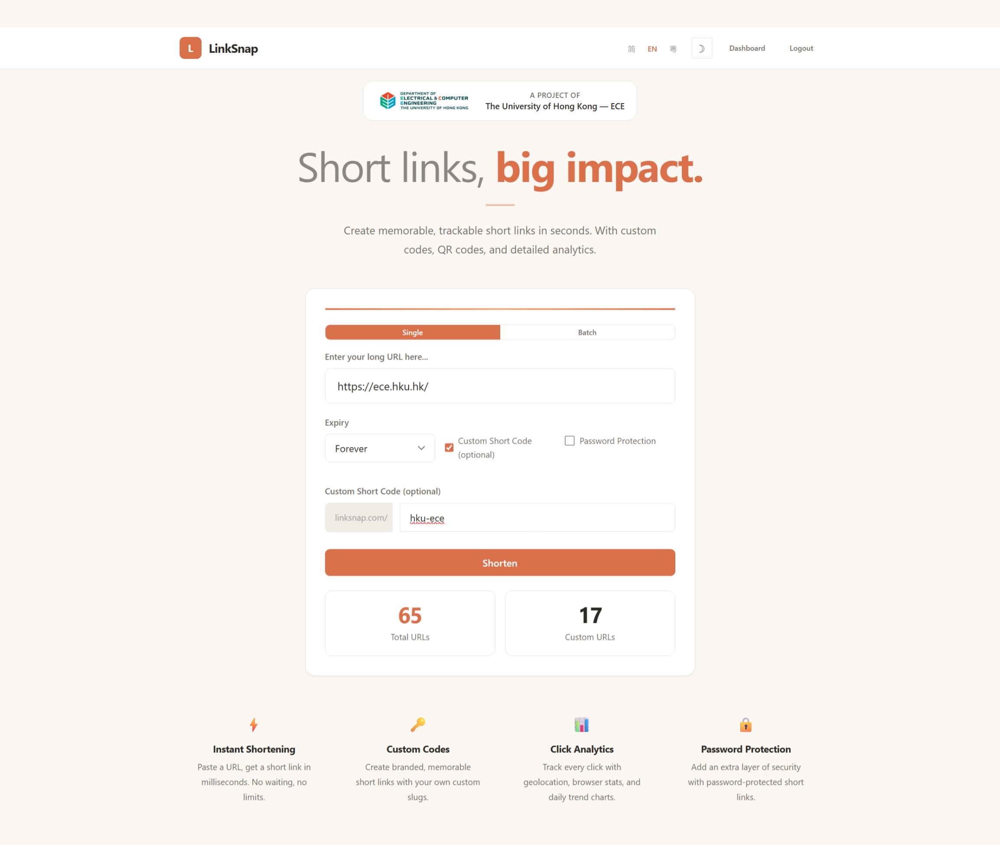 L LinkSnap
简 EN 粤 Dashboard Logout
DEPARTMENT OF
ELECTRICAL & COMPUTER
ENGINEERING
THE UNIVERSITY OF HONG KONG
A PROJECT OF
The University of Hong Kong — ECE
Short links, big impact.
Create memorable, trackable short links in seconds. With custom
codes, QR codes, and detailed analytics.
Single Batch
Enter your long URL here...
https://ece.hku.hk/
Expiry
Forever
Custom Short Code
(optional)
Password Protection
Custom Short Code (optional)
linksnap.com/ hku-ece
Shorten
65
Total URLs
17
Custom URLs
Instant Shortening
Paste a URL, get a short link in
milliseconds. No waiting, no
limits.
Custom Codes
Create branded, memorable
short links with your own custom
slugs.
Click Analytics
Track every click with
geolocation, browser stats, and
daily trend charts.
Password Protection
Add an extra layer of security
with password-protected short
links.